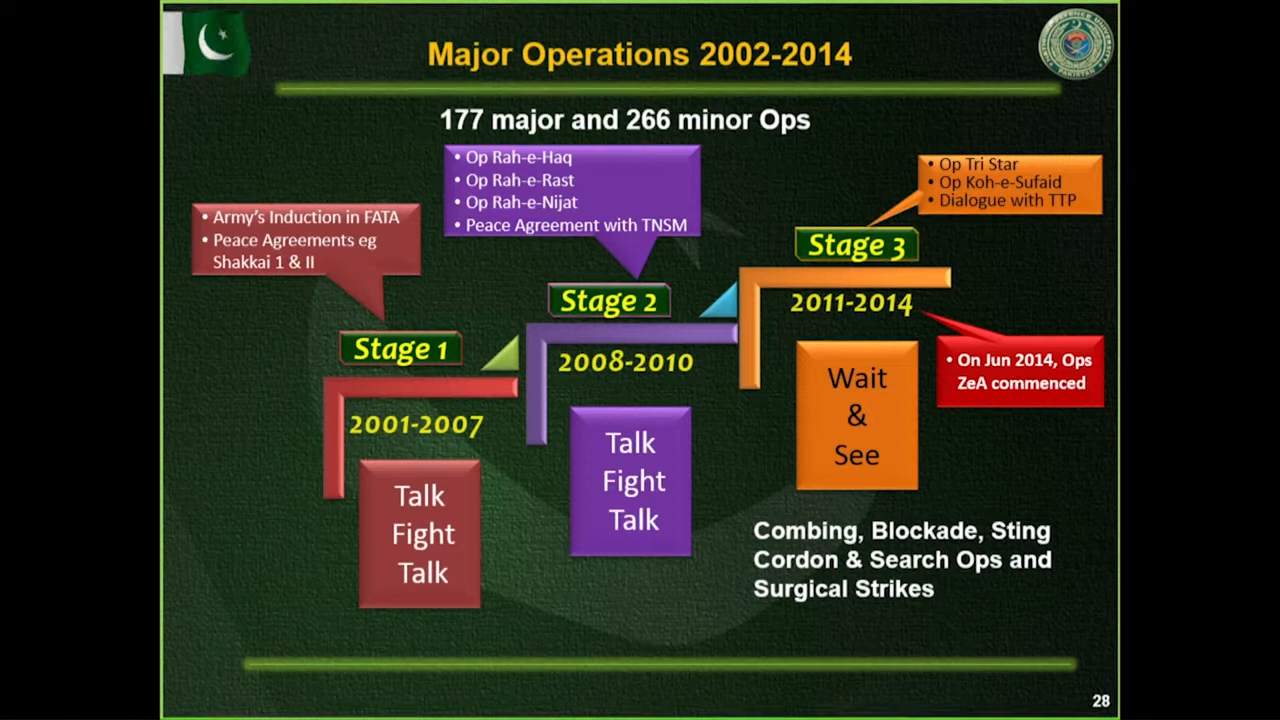 Major Operations 2002-2014
177 major and 266 minor Ops
• Army's Induction in FATA
• Peace Agreements eg
Shakkai 1 & II
Stage 1
2001-2007
Talk
Fight
Talk
• Op Rah-e-Haq
• Op Rah-e-Rast
• Op Rah-e-Nijat
• Peace Agreement with TNSM
Stage 2
2008-2010
Talk
Fight
Talk
• Op Tri Star
• Op Koh-e-Sufaid
• Dialogue with TTP
Stage 3
2011-2014
Wait
&
See
• On Jun 2014, Ops
ZeA commenced
Combing, Blockade, Sting
Cordon & Search Ops and
Surgical Strikes
28